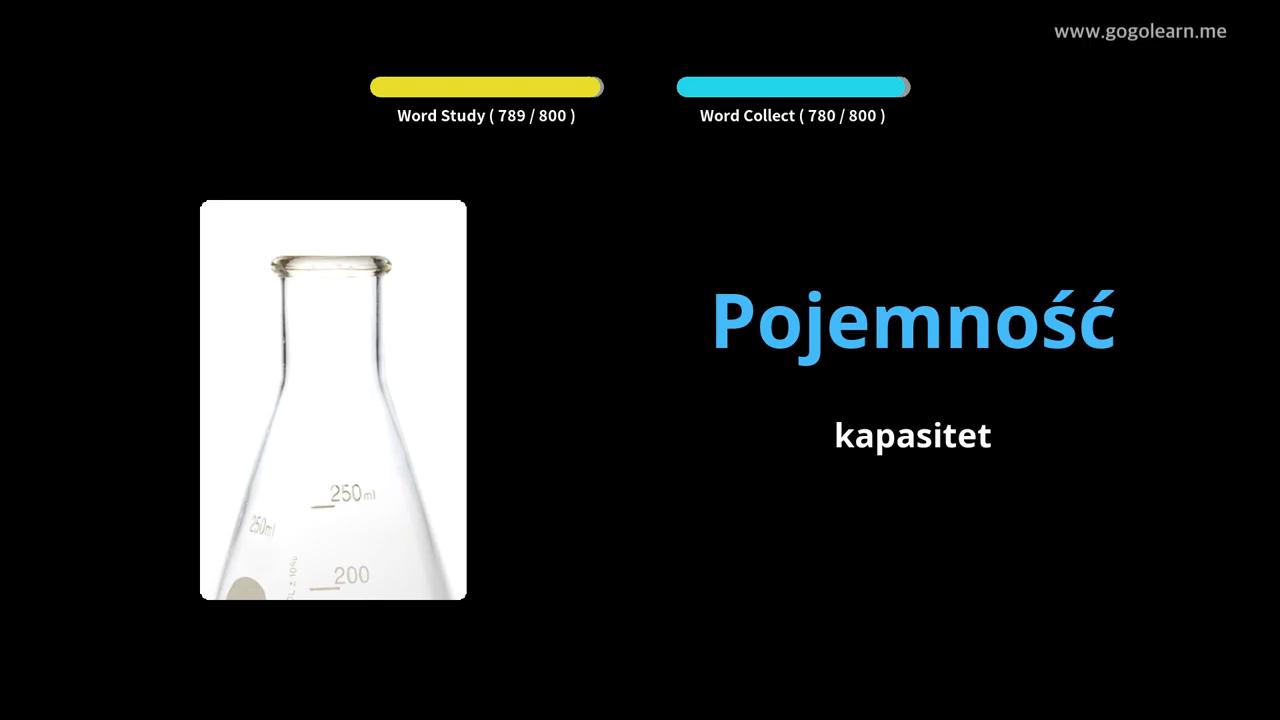 www.gogolearn.me
Word Study ( 789 / 800 )
Word Collect ( 780 / 800 )
Pojemność
kapasitet
250ml
250ml
200